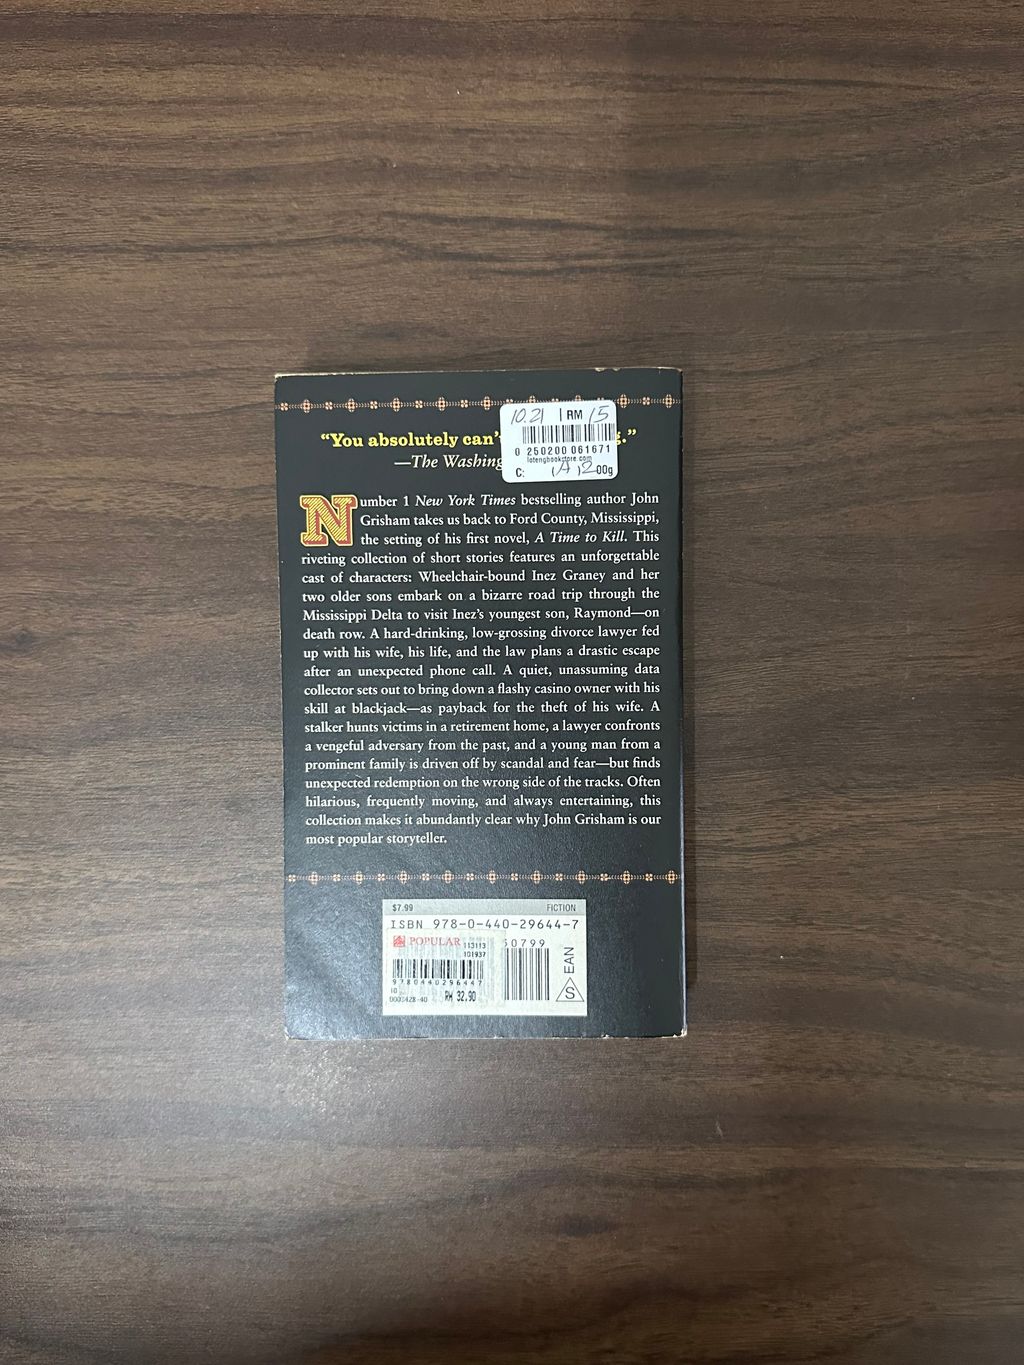 10.21 | RM 15
"You absolutely can't g."
0 250200 061671
—The Washing
C: (A) 200g
Number 1 New York Times bestselling author John
Grisham takes us back to Ford County, Mississippi,
the setting of his first novel, A Time to Kill. This
riveting collection of short stories features an unforgettable
cast of characters: Wheelchair-bound Inez Graney and her
two older sons embark on a bizarre road trip through the
Mississippi Delta to visit Inez's youngest son, Raymond—on
death row. A hard-drinking, low-grossing divorce lawyer fed
up with his wife, his life, and the law plans a drastic escape
after an unexpected phone call. A quiet, unassuming data
collector sets out to bring down a flashy casino owner with his
skill at blackjack—as payback for the theft of his wife. A
stalker hunts victims in a retirement home, a lawyer confronts
a vengeful adversary from the past, and a young man from a
prominent family is driven off by scandal and fear—but finds
unexpected redemption on the wrong side of the tracks. Often
hilarious, frequently moving, and always entertaining, this
collection makes it abundantly clear why John Grisham is our
most popular storyteller.
$7.99 FICTION
ISBN 978-0-440-29644-7
POPULAR 113113 50799
101937
9780440296447
10
0003428-40 RM 32.90
S EAN